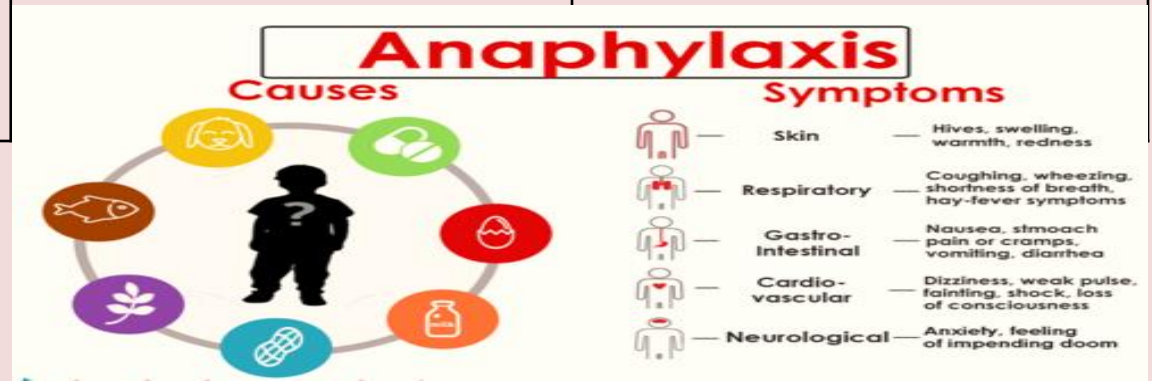 Anaphylaxis
Causes
?
milk
Symptoms
Skin
Hives, swelling,
warmth, redness
Respiratory
Coughing, wheezing,
shortness of breath,
hay-fever symptoms
Gastro-
Intestinal
Nausea, stmoach
pain or cramps,
vomiting, diarrhea
Cardio-
vascular
Dizziness, weak pulse,
fainting, shock, loss
of consciousness
Neurological
Anxiety, feeling
of impending doom